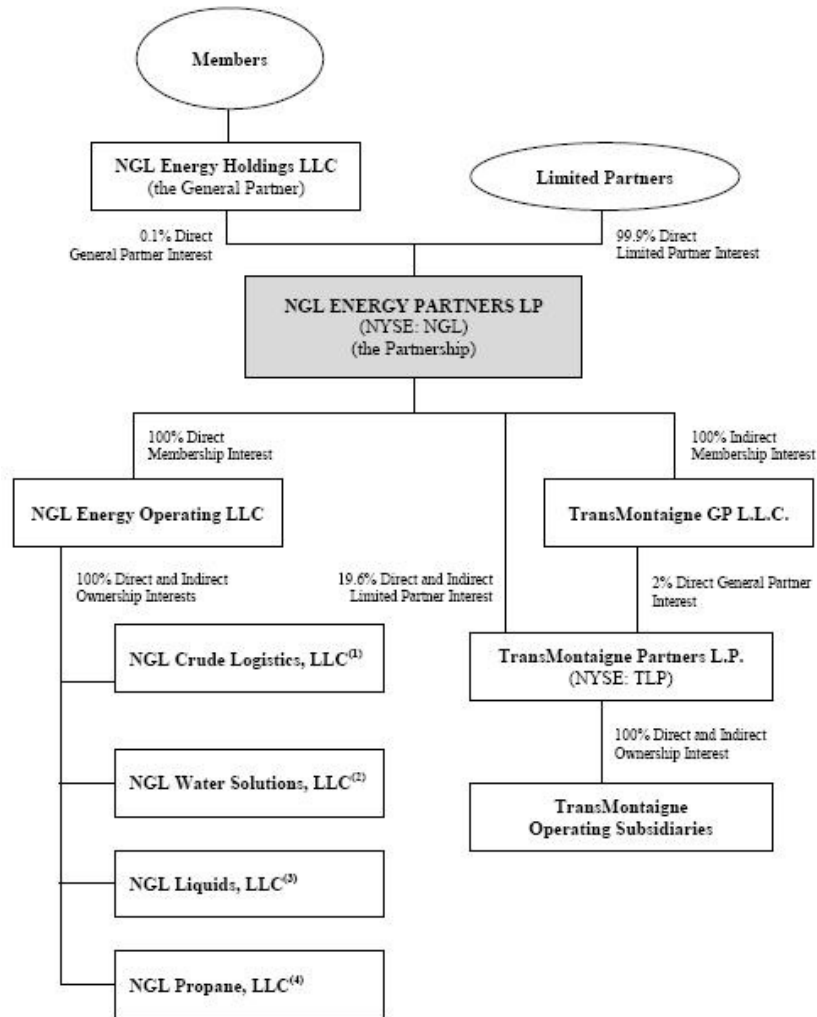 Members
NGL Energy Holdings LLC
(the General Partner)
Limited Partners
0.1% Direct
General Partner Interest
99.9% Direct
Limited Partner Interest
NGL ENERGY PARTNERS LP
(NYSE: NGL)
(the Partnership)
100% Direct
Membership Interest
100% Indirect
Membership Interest
NGL Energy Operating LLC
TransMontaigne GP L.L.C.
100% Direct and Indirect
Ownership Interests
19.6% Direct and Indirect
Limited Partner Interest
2% Direct General Partner
Interest
NGL Crude Logistics, LLC(1)
TransMontaigne Partners L.P.
(NYSE: TLP)
100% Direct and Indirect
Ownership Interest
NGL Water Solutions, LLC(2)
TransMontaigne
Operating Subsidiaries
NGL Liquids, LLC(3)
NGL Propane, LLC(4)